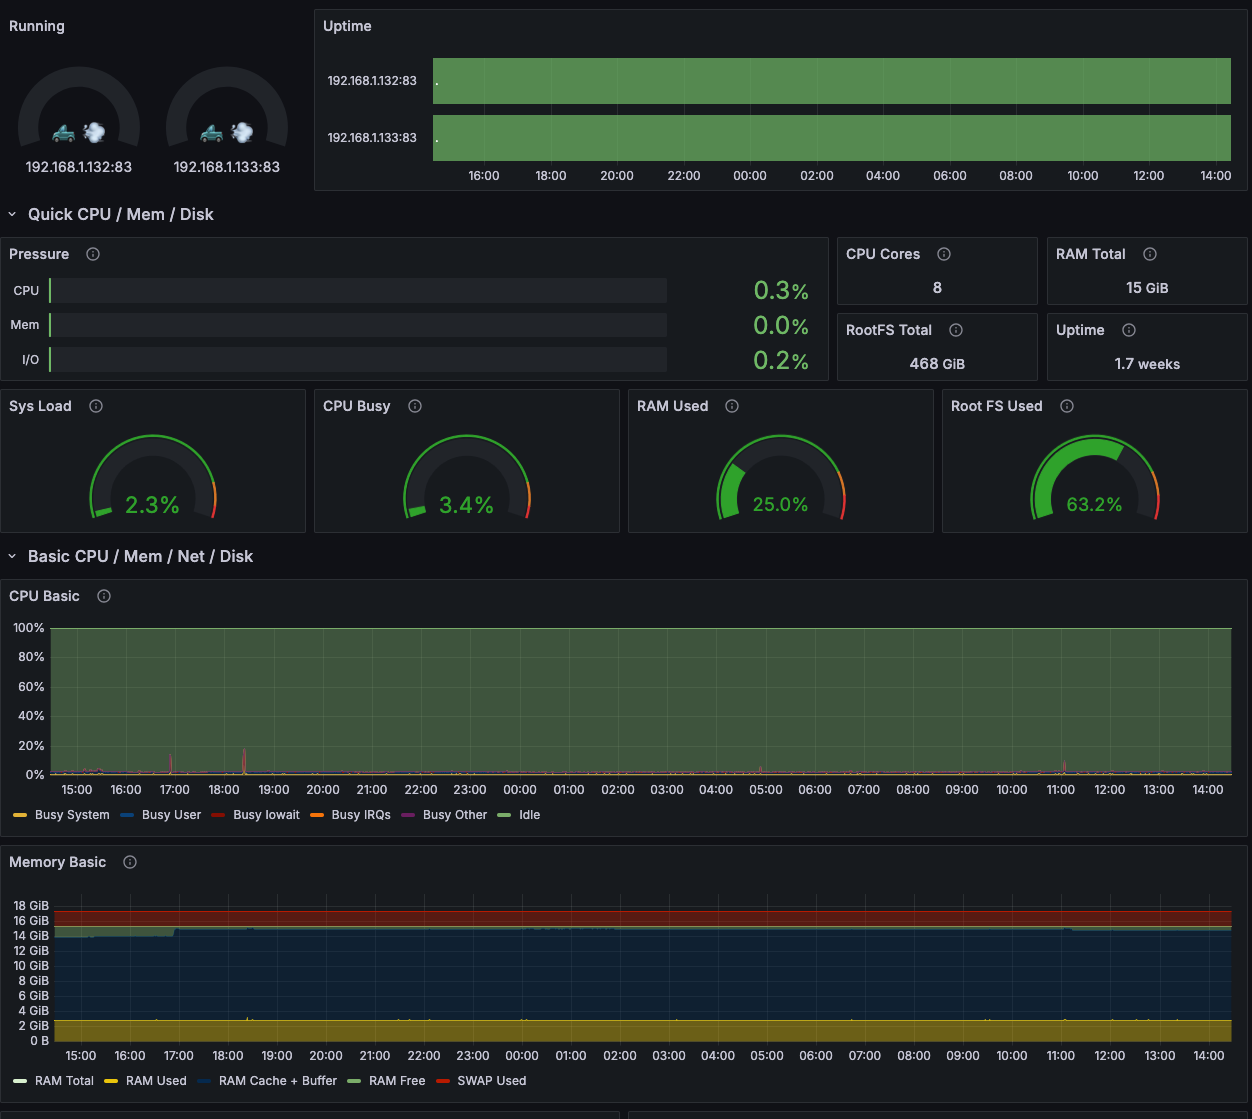 Running
192.168.1.132:83
192.168.1.133:83
Uptime
192.168.1.132:83
192.168.1.133:83
16:00 18:00 20:00 22:00 00:00 02:00 04:00 06:00 08:00 10:00 12:00 14:00
Quick CPU / Mem / Disk
Pressure
CPU 0.3%
Mem 0.0%
I/O 0.2%
CPU Cores
8
RAM Total
15 GiB
RootFS Total
468 GiB
Uptime
1.7 weeks
Sys Load
2.3%
CPU Busy
3.4%
RAM Used
25.0%
Root FS Used
63.2%
Basic CPU / Mem / Net / Disk
CPU Basic
100%
80%
60%
40%
20%
0%
15:00 16:00 17:00 18:00 19:00 20:00 21:00 22:00 23:00 00:00 01:00 02:00 03:00 04:00 05:00 06:00 07:00 08:00 09:00 10:00 11:00 12:00 13:00 14:00
Busy System Busy User Busy Iowait Busy IRQs Busy Other Idle
Memory Basic
18 GiB
16 GiB
14 GiB
12 GiB
10 GiB
8 GiB
6 GiB
4 GiB
2 GiB
0 B
15:00 16:00 17:00 18:00 19:00 20:00 21:00 22:00 23:00 00:00 01:00 02:00 03:00 04:00 05:00 06:00 07:00 08:00 09:00 10:00 11:00 12:00 13:00 14:00
RAM Total RAM Used RAM Cache + Buffer RAM Free SWAP Used